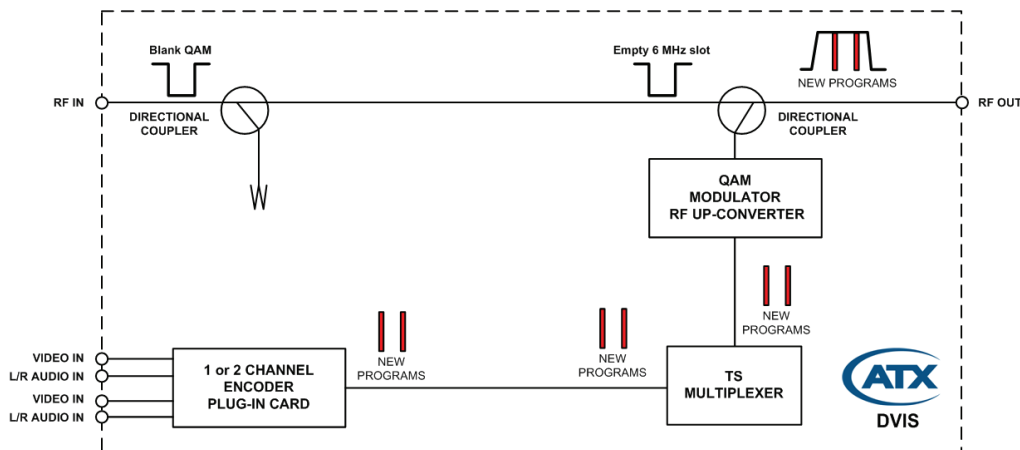 Blank QAM
Empty 6 MHz slot
NEW PROGRAMS
RF IN
RF OUT
DIRECTIONAL
COUPLER
DIRECTIONAL
COUPLER
QAM
MODULATOR
RF UP-CONVERTER
NEW
PROGRAMS
NEW
PROGRAMS
NEW
PROGRAMS
VIDEO IN
L/R AUDIO IN
VIDEO IN
L/R AUDIO IN
1 or 2 CHANNEL
ENCODER
PLUG-IN CARD
TS
MULTIPLEXER
ATX
DVIS